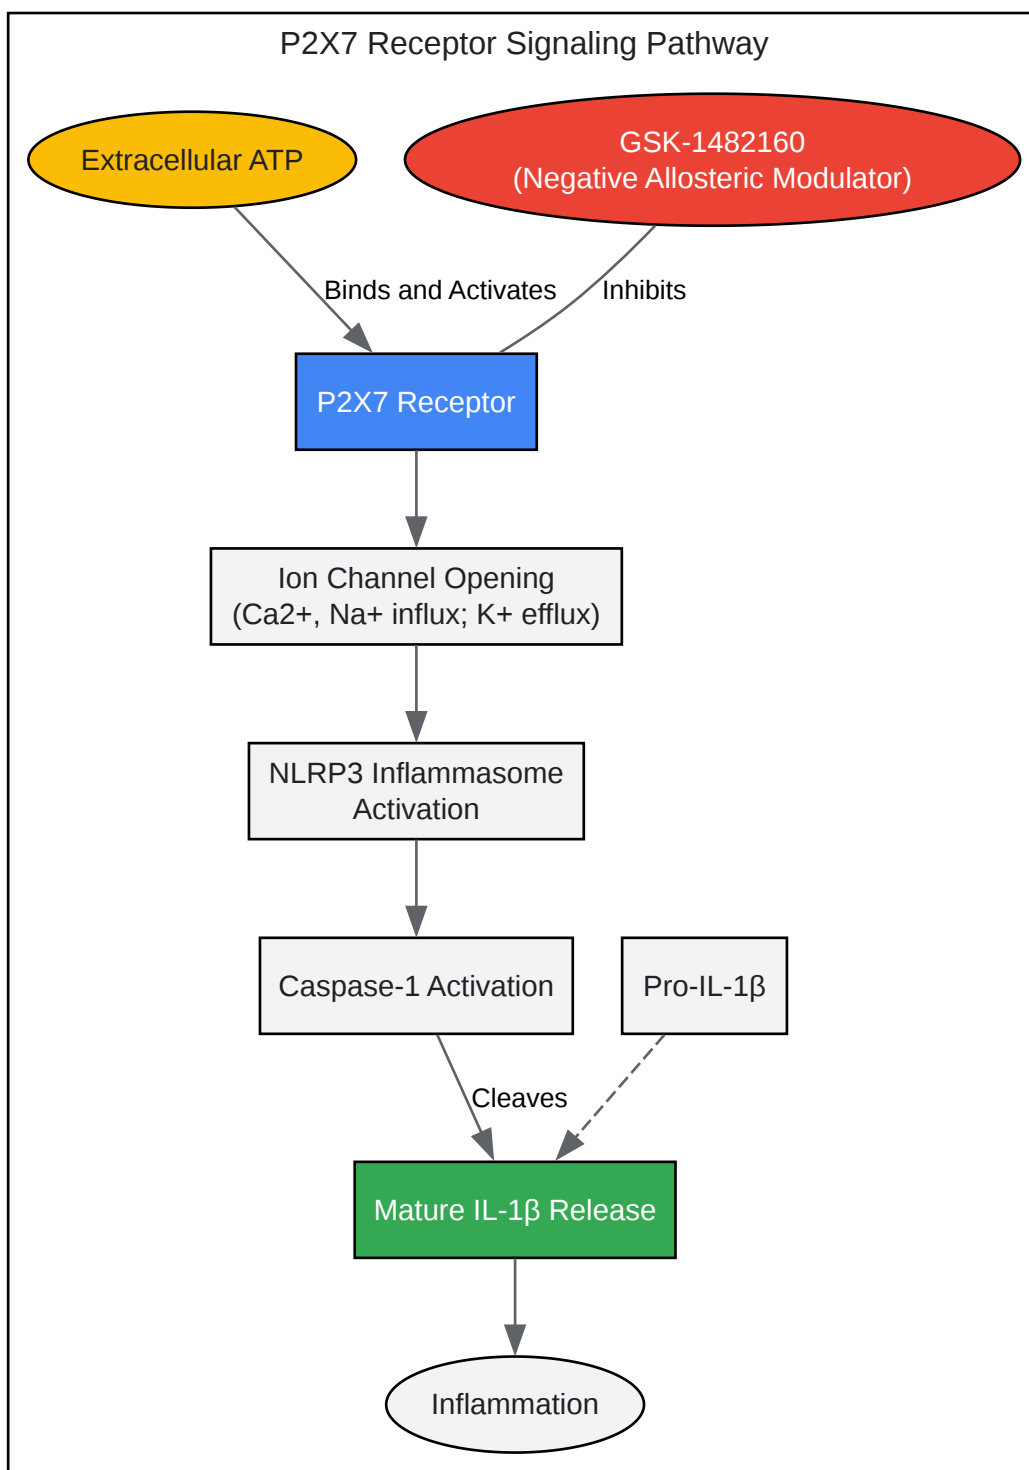 P2X7 Receptor Signaling Pathway
Extracellular ATP
GSK-1482160
(Negative Allosteric Modulator)
Binds and Activates
Inhibits
P2X7 Receptor
Ion Channel Opening
(Ca2+, Na+ influx; K+ efflux)
NLRP3 Inflammasome
Activation
Caspase-1 Activation
Pro-IL-1β
Cleaves
Mature IL-1β Release
Inflammation